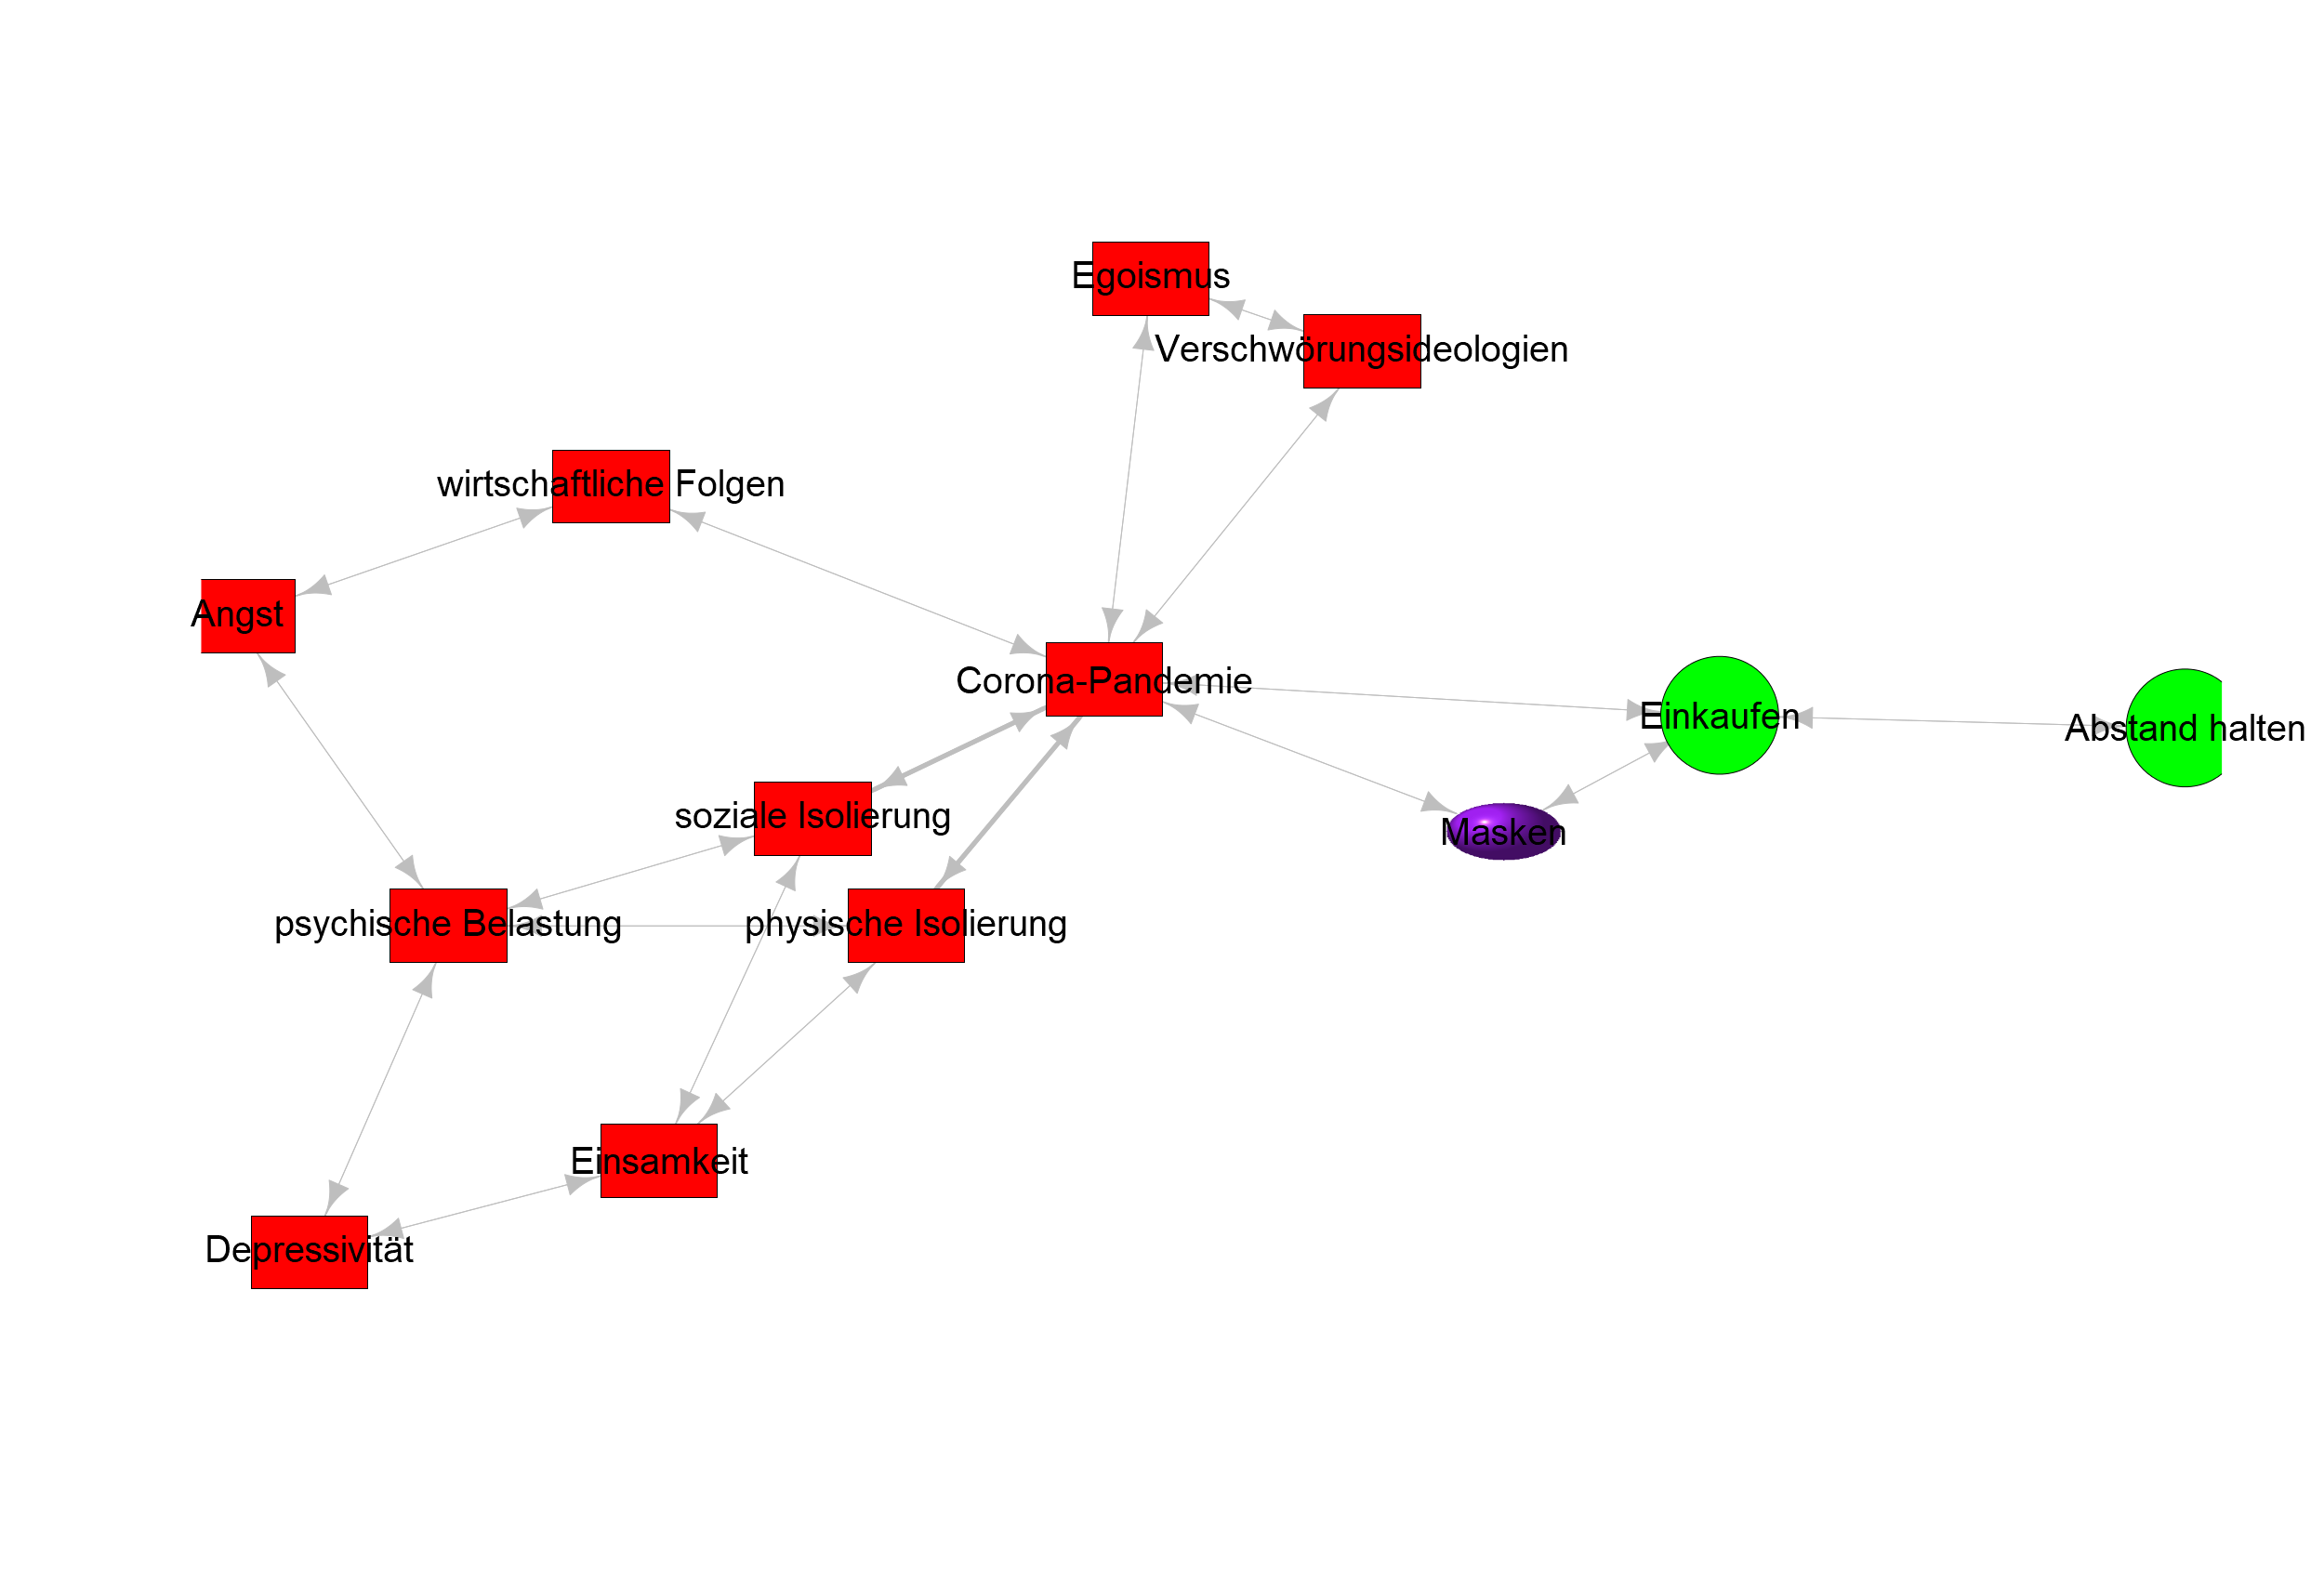 Egoismus
Verschwörungsideologien
wirtschaftliche Folgen
Angst
Corona-Pandemie
Einkaufen
Abstand halten
soziale Isolierung
Masken
psychische Belastung
physische Isolierung
Einsamkeit
Depressivität